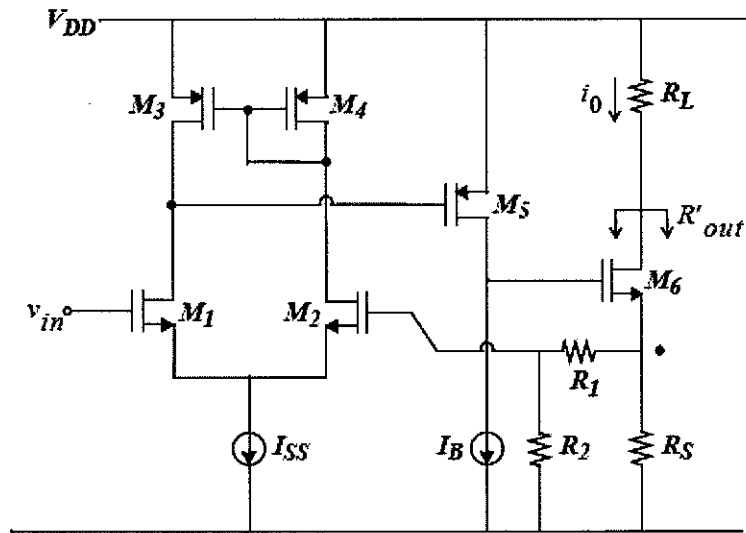 V_DD
M_3
M_4
i_0
R_L
M_5
R'_out
M_6
v_in
M_1
M_2
R_1
I_SS
I_B
R_2
R_S